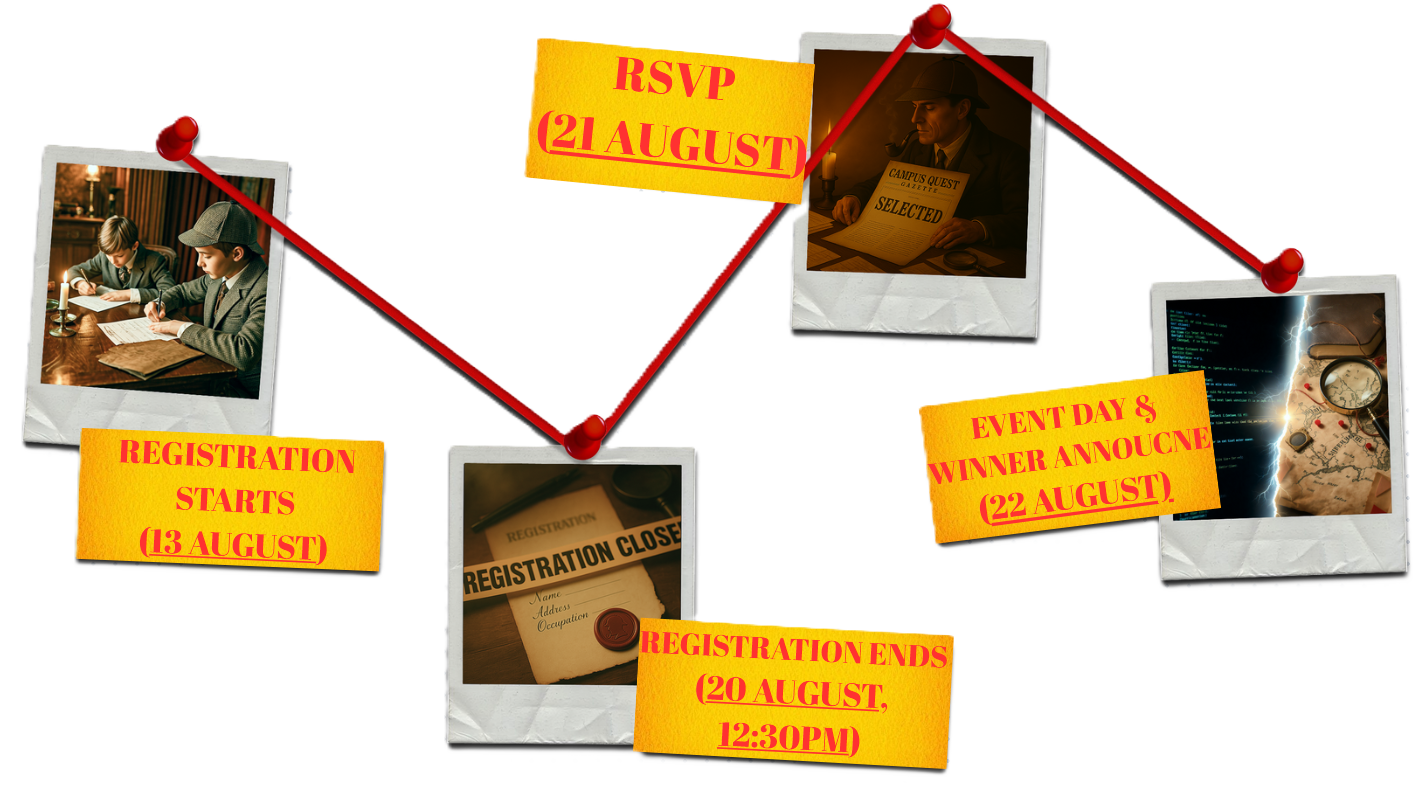 REGISTRATION
STARTS
(13 AUGUST)
REGISTRATION
REGISTRATION CLOSE
Name
Address
Occupation
REGISTRATION ENDS
(20 AUGUST,
12:30PM)
RSVP
(21 AUGUST)
CAMPUS QUEST
GAZETTE
SELECTED
EVENT DAY &
WINNER ANNOUCNE
(22 AUGUST)